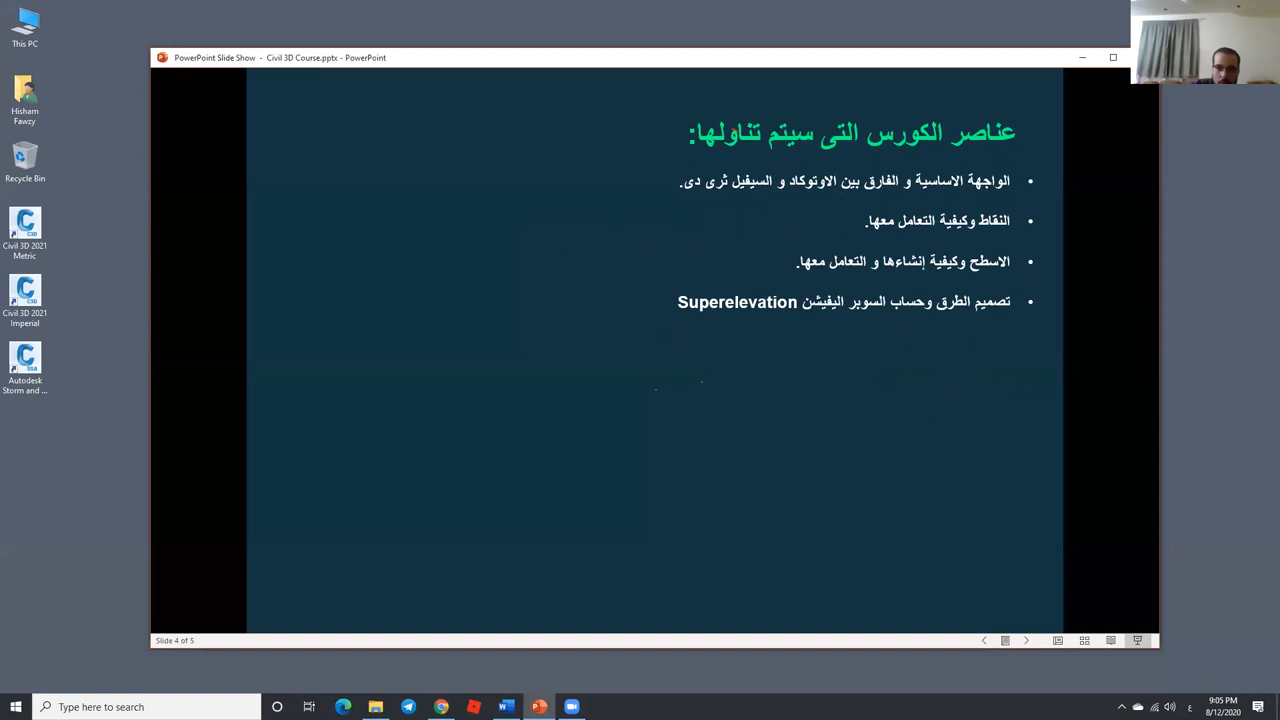 This PC
Hisham
Fawzy
Recycle Bin
Civil 3D 2021
Metric
Civil 3D 2021
Imperial
Autodesk
Storm and ...
PowerPoint Slide Show - Civil 3D Course.pptx - PowerPoint
عناصر الكورس التى سيتم تناولها:
• الواجهة الاساسية و الفارق بين الاوتوكاد و السيفيل ثرى دى.
• النقاط وكيفية التعامل معها.
• الاسطح وكيفية إنشاءها و التعامل معها.
• تصميم الطرق وحساب السوبر اليفيشن Superelevation
Slide 4 of 5
Type here to search
ع
9:05 PM
8/12/2020